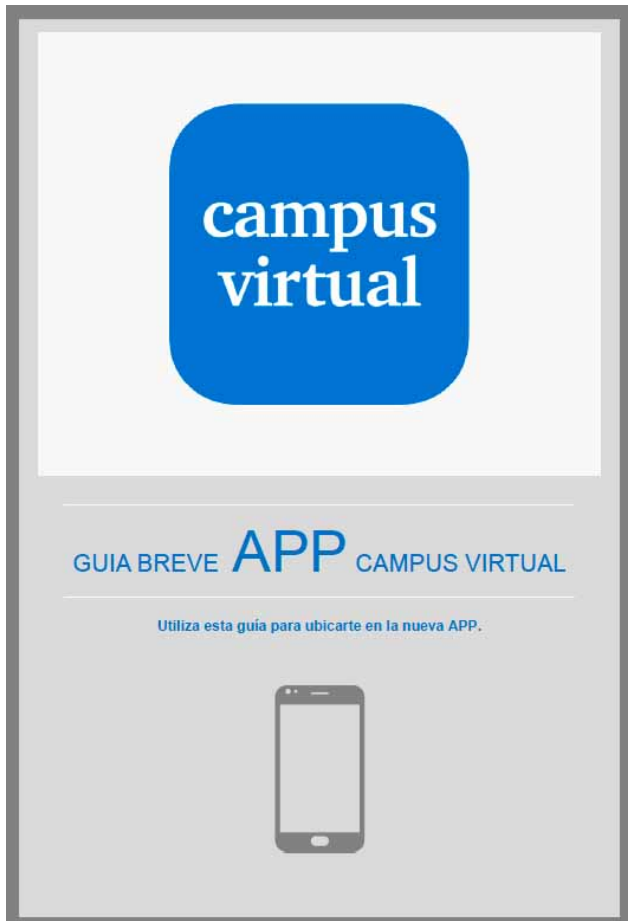 campus
virtual
GUIA BREVE APP CAMPUS VIRTUAL
Utiliza esta guía para ubicarte en la nueva APP.